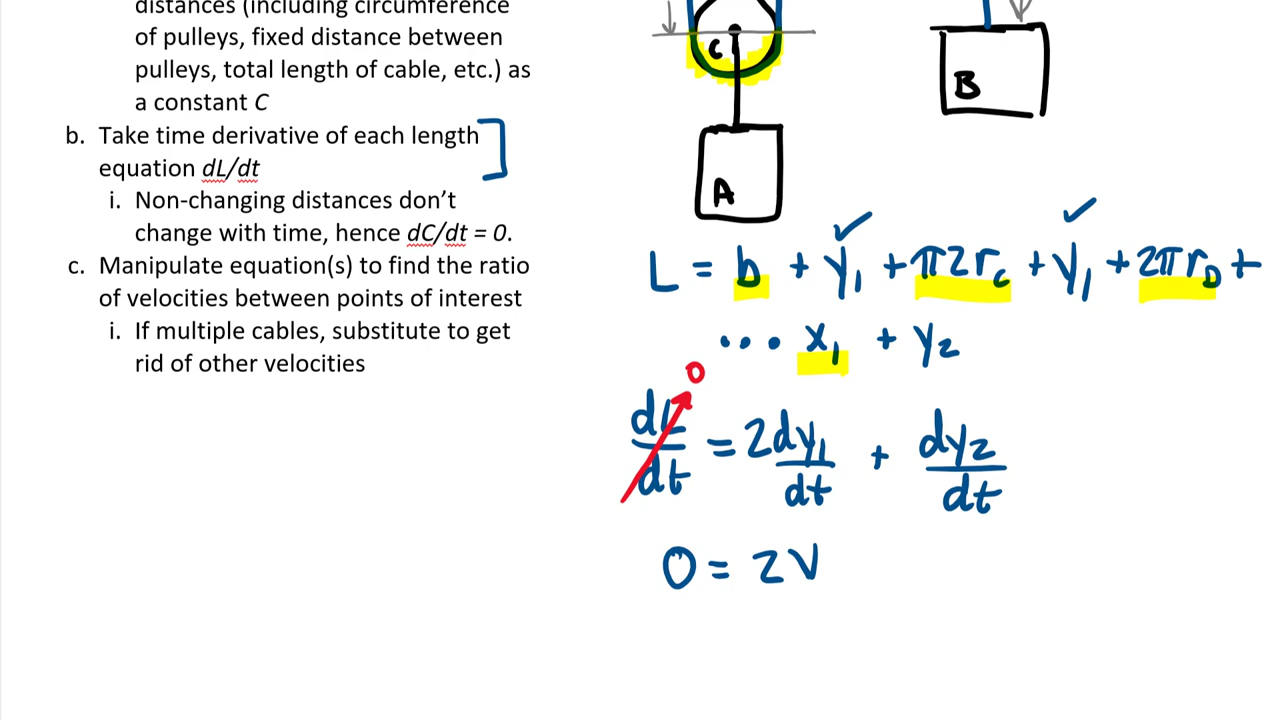 distances (including circumference
of pulleys, fixed distance between
pulleys, total length of cable, etc.) as
a constant C
b. Take time derivative of each length
equation dL/dt
i. Non-changing distances don't
change with time, hence dC/dt = 0.
c. Manipulate equation(s) to find the ratio
of velocities between points of interest
i. If multiple cables, substitute to get
rid of other velocities
C
B
A
L = b + y₁ + π2r_C + y₁ + 2πr_D +
... x₁ + y₂
0
dL/dt = 2dy₁/dt + dy₂/dt
0 = 2V